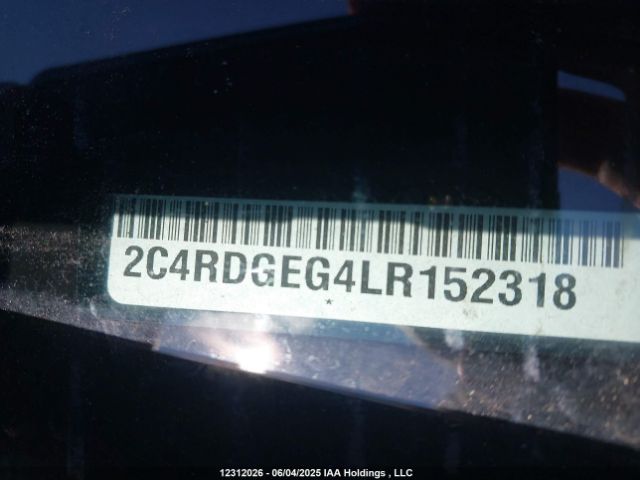 2C4RDGEG4LR152318
*
12312026 - 06/04/2025 IAA Holdings , LLC